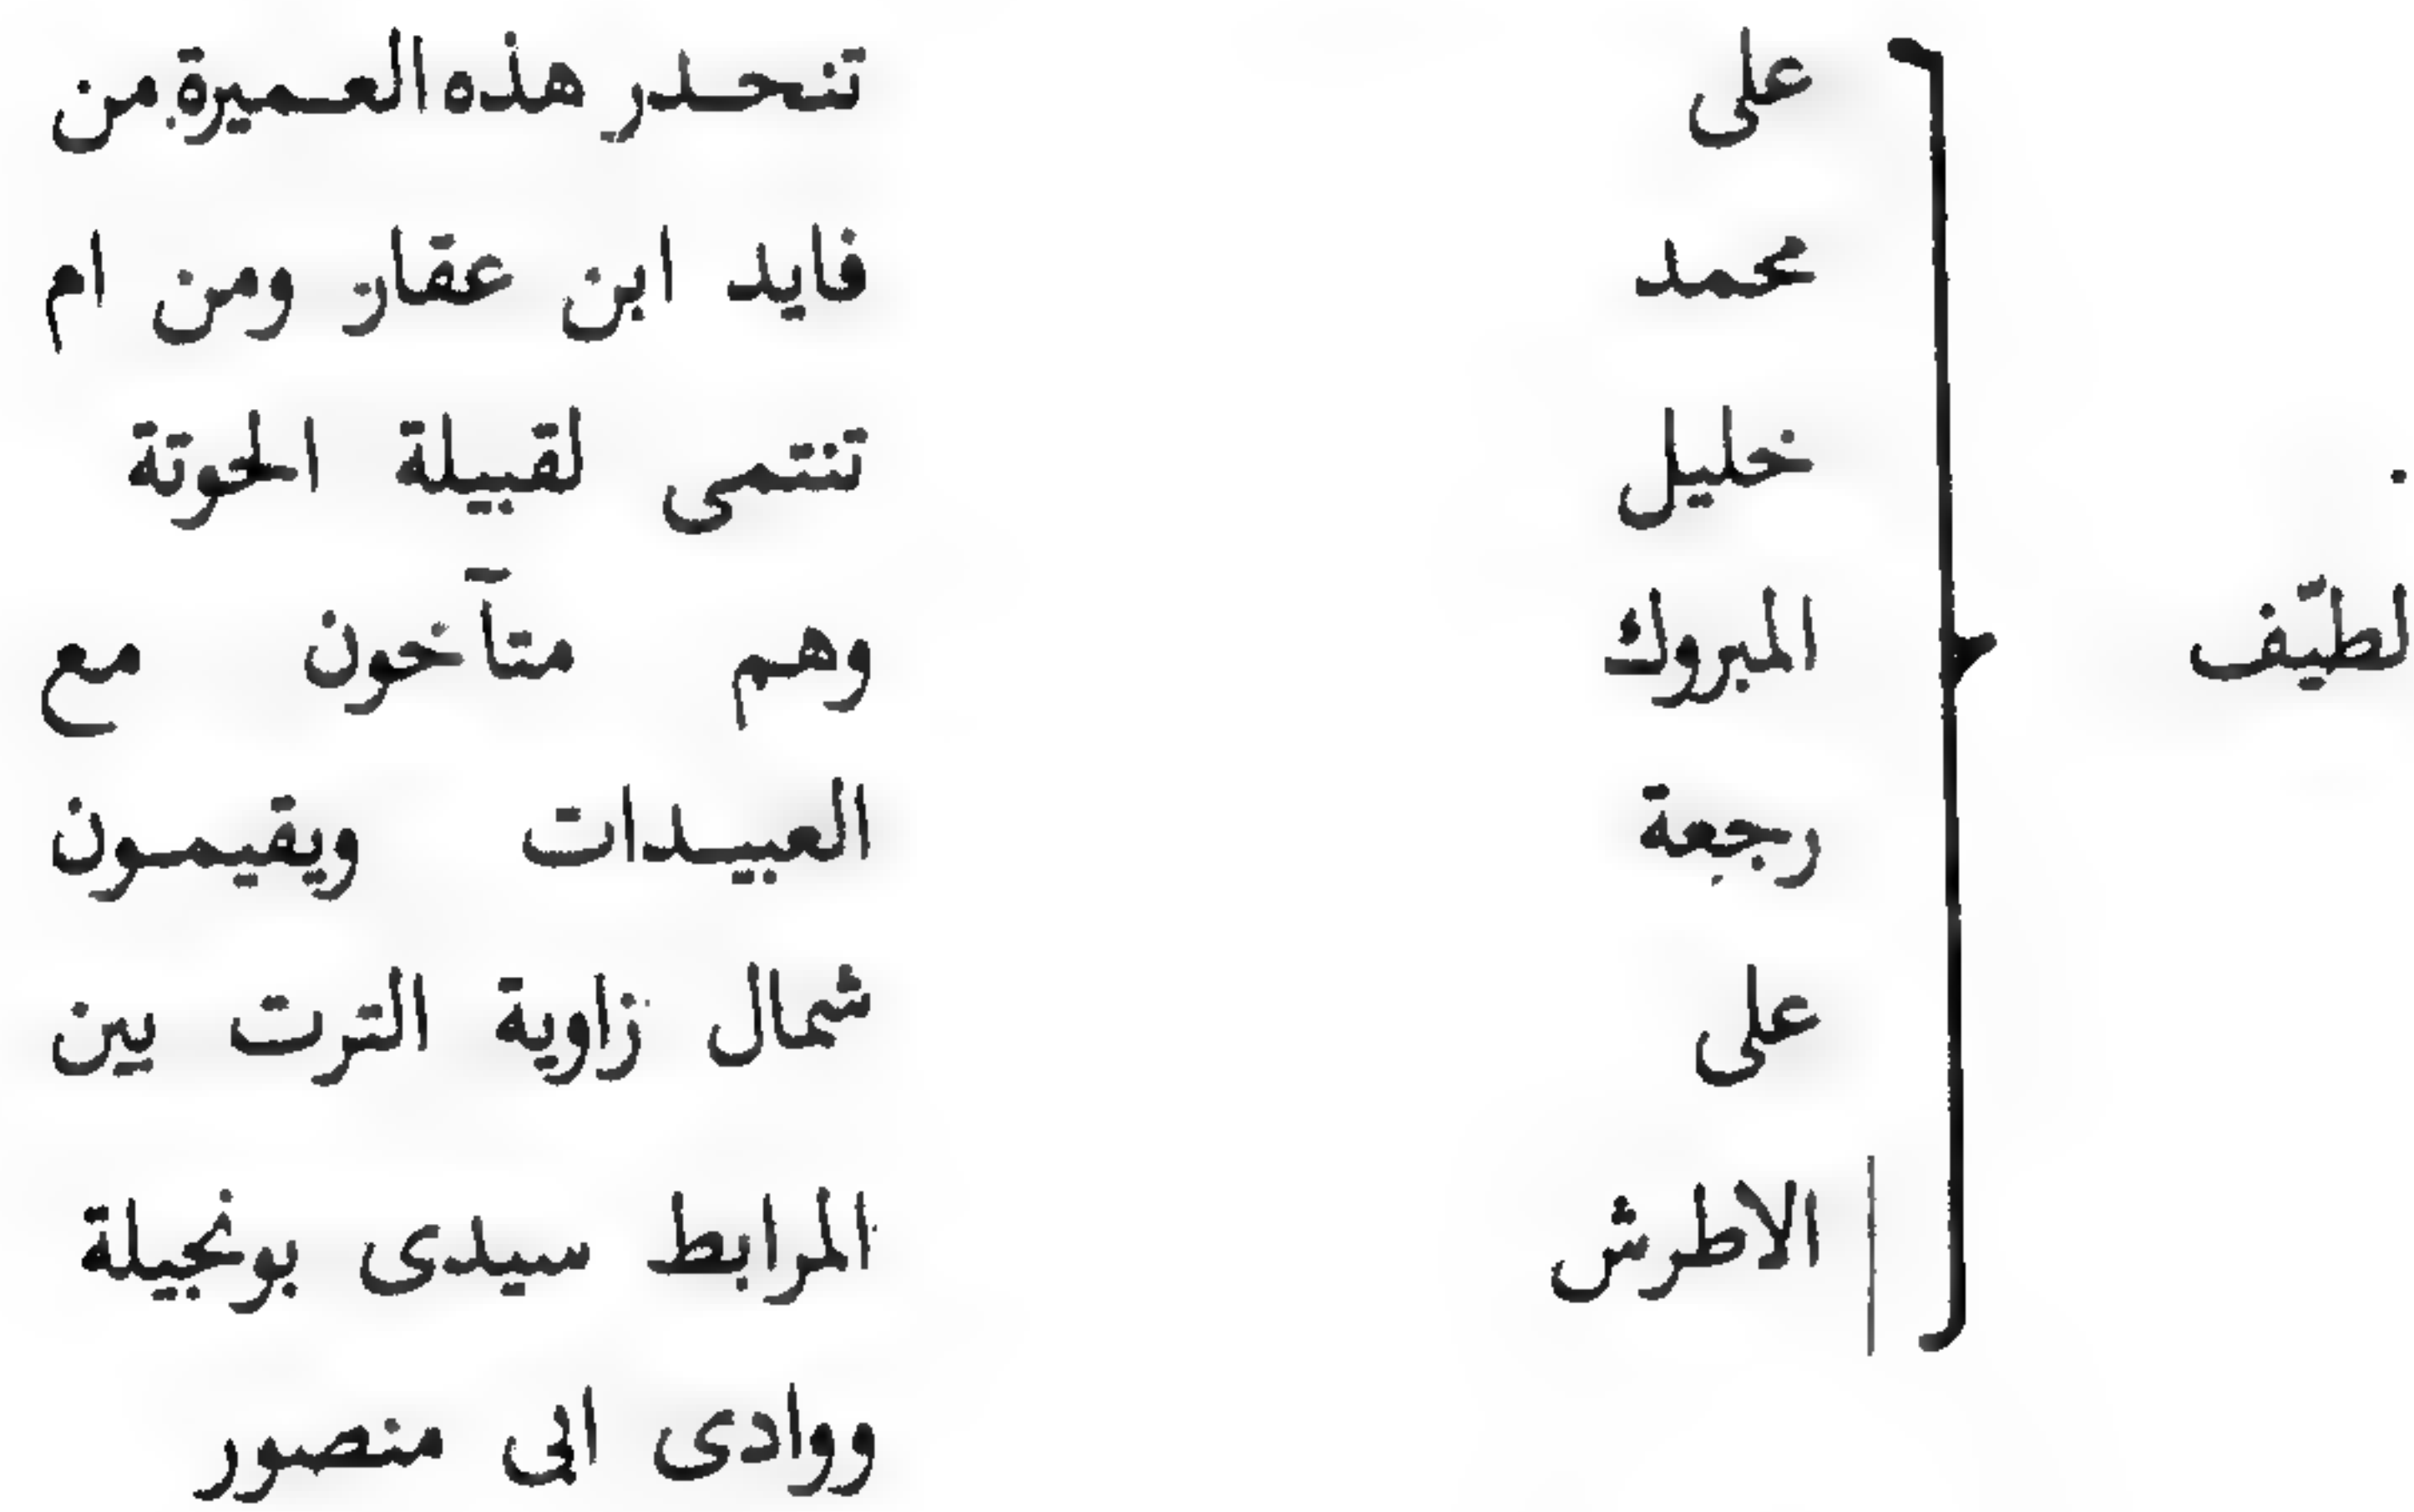 لطيّف
على
محمد
خليل
المبروك
رجعة
على
الاطرش
تنحدر هذه العميرة من
فايد ابن عقار ومن ام
تنتمى لقبيلة الحوتة
وهم متآخون مع
العبيدات ويقيمون
شمال زاوية الترت بين
المرابط سيدى بونجيلة
ووادى ابى منصور